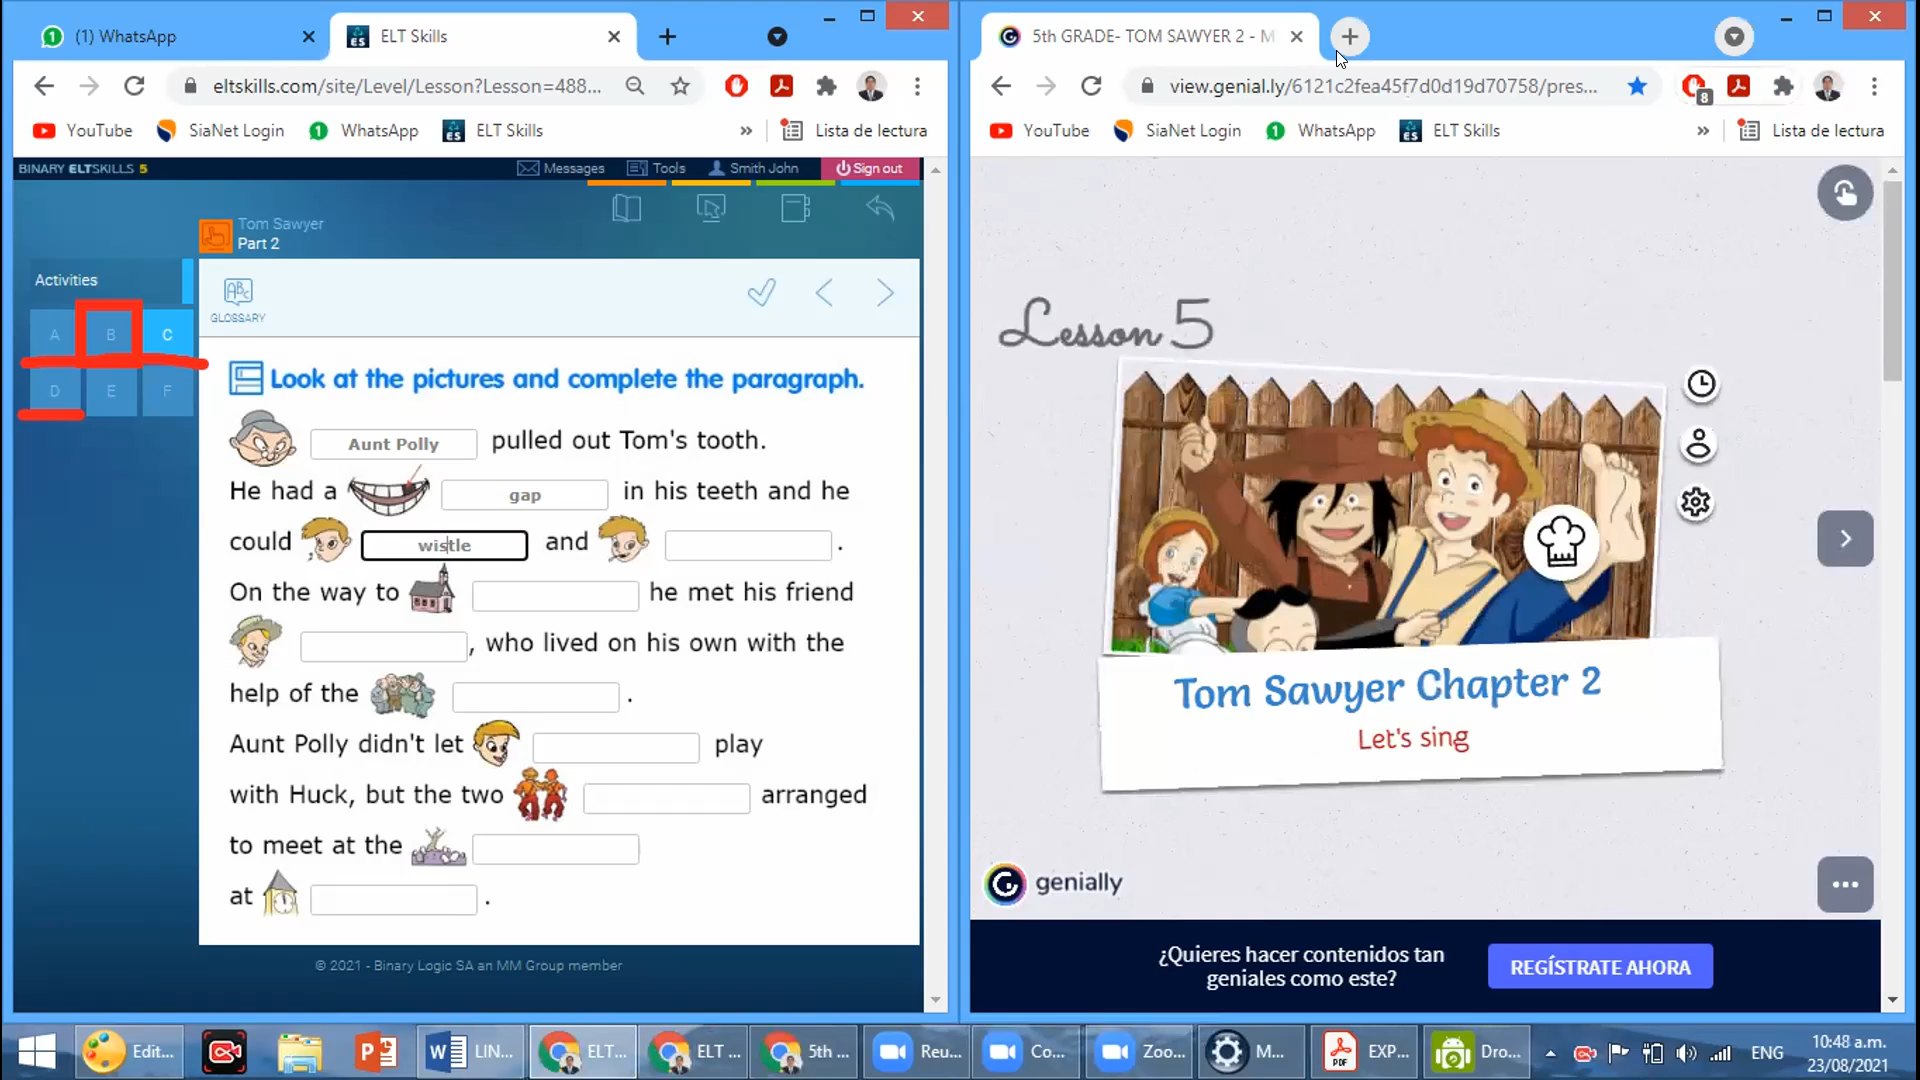 (1) WhatsApp
ELT Skills
eltskills.com/site/Level/Lesson?Lesson=488...
YouTube
SiaNet Login
WhatsApp
ELT Skills
»
Lista de lectura
BINARY ELTSKILLS 5
Messages
Tools
Smith John
Sign out
Tom Sawyer
Part 2
Activities
A
B
C
D
E
F
ABC
GLOSSARY
Look at the pictures and complete the paragraph.
Aunt Polly pulled out Tom's tooth.
He had a gap in his teeth and he
could wistle and .
On the way to he met his friend
, who lived on his own with the
help of the .
Aunt Polly didn't let play
with Huck, but the two arranged
to meet at the
at .
© 2021 - Binary Logic SA an MM Group member
5th GRADE- TOM SAWYER 2 - M
view.genial.ly/6121c2fea45f7d0d19d70758/pres...
8
YouTube
SiaNet Login
WhatsApp
ELT Skills
»
Lista de lectura
Lesson 5
Tom Sawyer Chapter 2
Let's sing
genially
¿Quieres hacer contenidos tan
geniales como este?
REGÍSTRATE AHORA
Edit...
LIN...
ELT...
ELT ...
5th ...
Reu...
Co...
Zoo...
M...
EXP...
Dro...
ENG
10:48 a.m.
23/08/2021